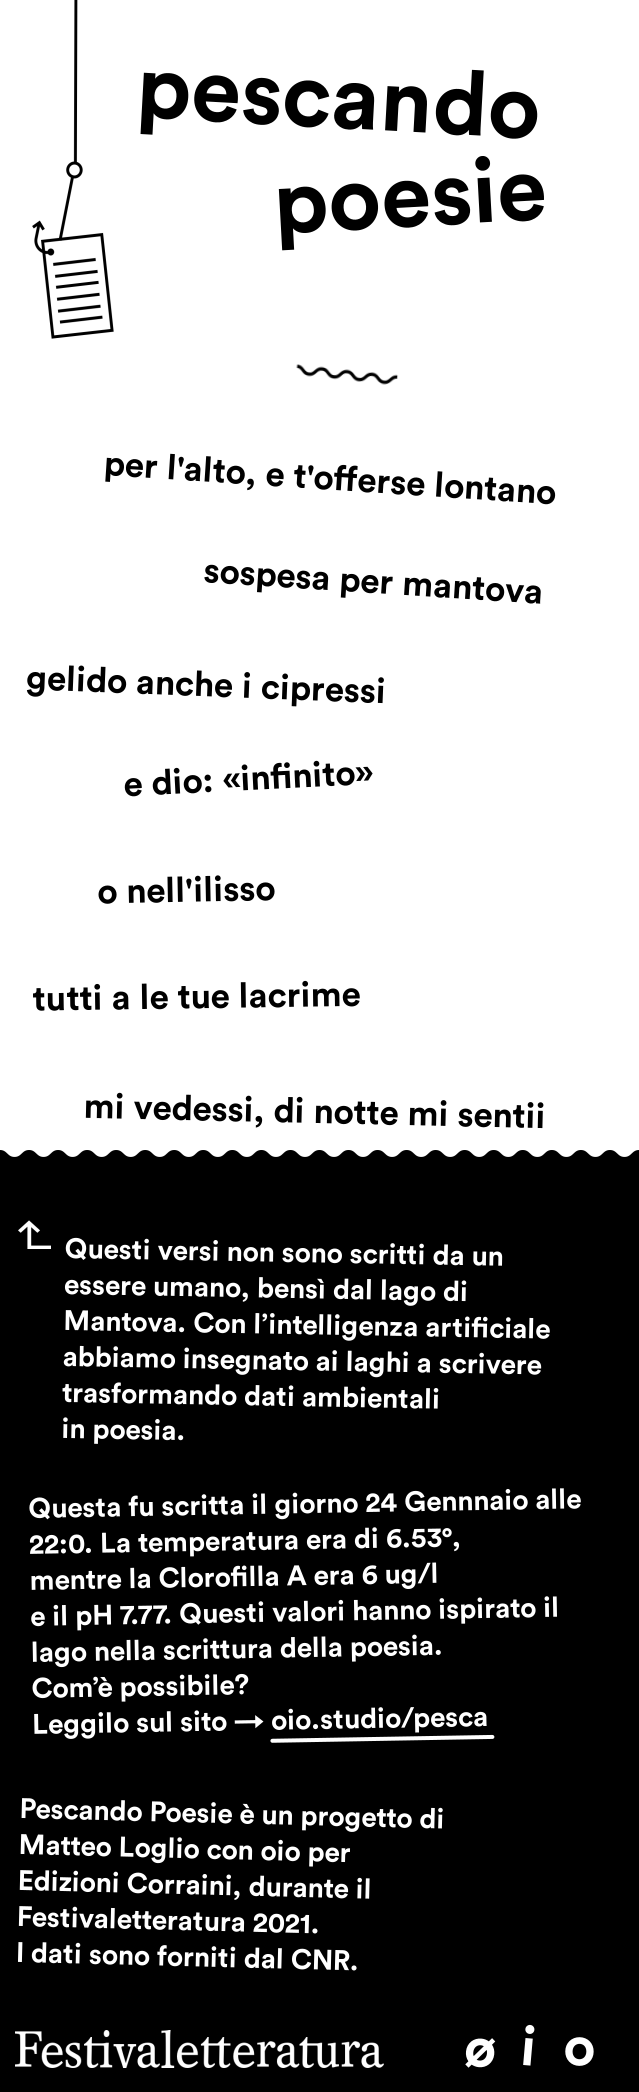 pescando
poesie
per l'alto, e t'offerse lontano
sospesa per mantova
gelido anche i cipressi
e dio: «infinito»
o nell'ilisso
tutti a le tue lacrime
mi vedessi, di notte mi sentii
Questi versi non sono scritti da un
essere umano, bensì dal lago di
Mantova. Con l’intelligenza artificiale
abbiamo insegnato ai laghi a scrivere
trasformando dati ambientali
in poesia.
Questa fu scritta il giorno 24 Gennnaio alle
22:0. La temperatura era di 6.53°,
mentre la Clorofilla A era 6 ug/l
e il pH 7.77. Questi valori hanno ispirato il
lago nella scrittura della poesia.
Com’è possibile?
Leggilo sul sito → oio.studio/pesca
Pescando Poesie è un progetto di
Matteo Loglio con oio per
Edizioni Corraini, durante il
Festivaletteratura 2021.
I dati sono forniti dal CNR.
Festivaletteratura ø i o